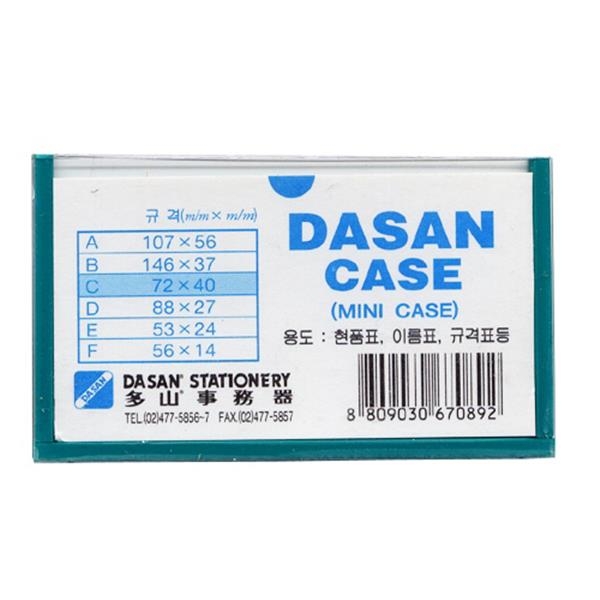 규 격(m/m × m/m)
A 107×56
B 146×37
C 72×40
D 88×27
E 53×24
F 56×14
DASAN
CASE
(MINI CASE)
용도 : 현품표, 이름표, 규격표등
DASAN
DASAN STATIONERY
多山事務器
TEL.(02)477-5856~7 FAX.(02)477-5857
8 809030 670892